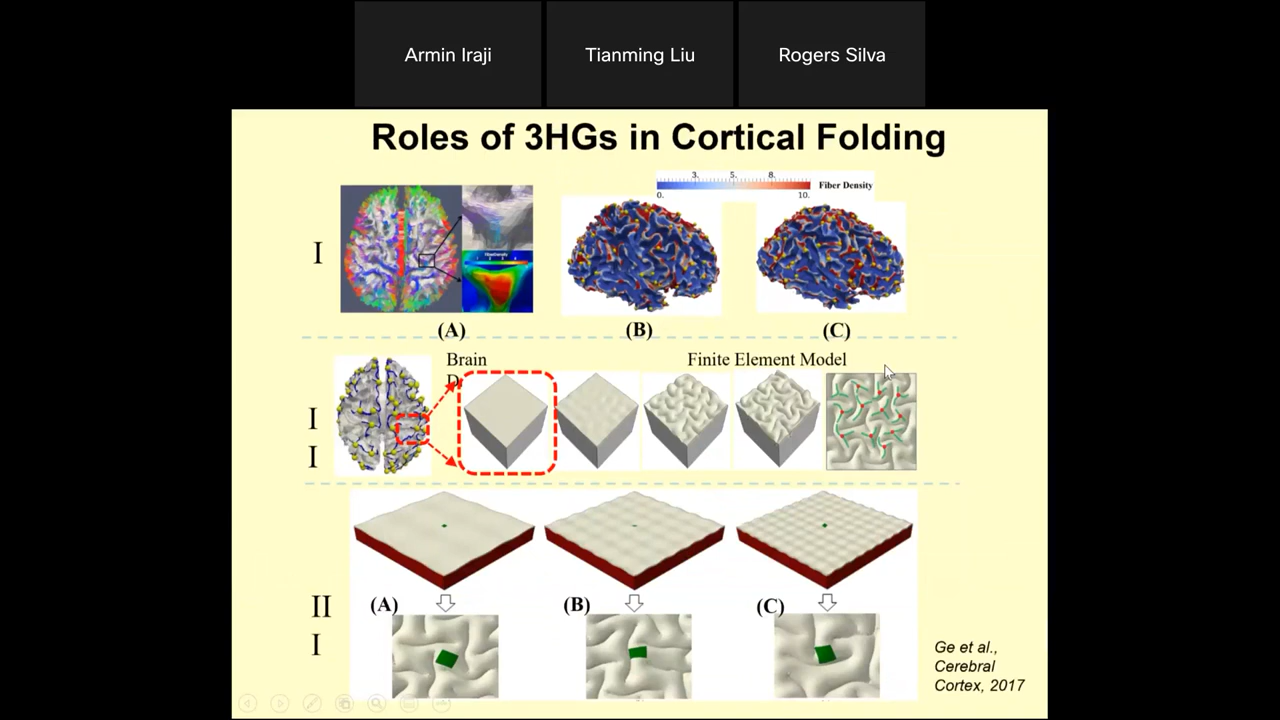 Armin Iraji
Tianming Liu
Rogers Silva
Roles of 3HGs in Cortical Folding
3. 5. 8.
0. 10.
Fiber Density
I
(A)
(B)
(C)
Brain
D
Finite Element Model
I
I
II
I
(A)
(B)
(C)
Ge et al.,
Cerebral
Cortex, 2017